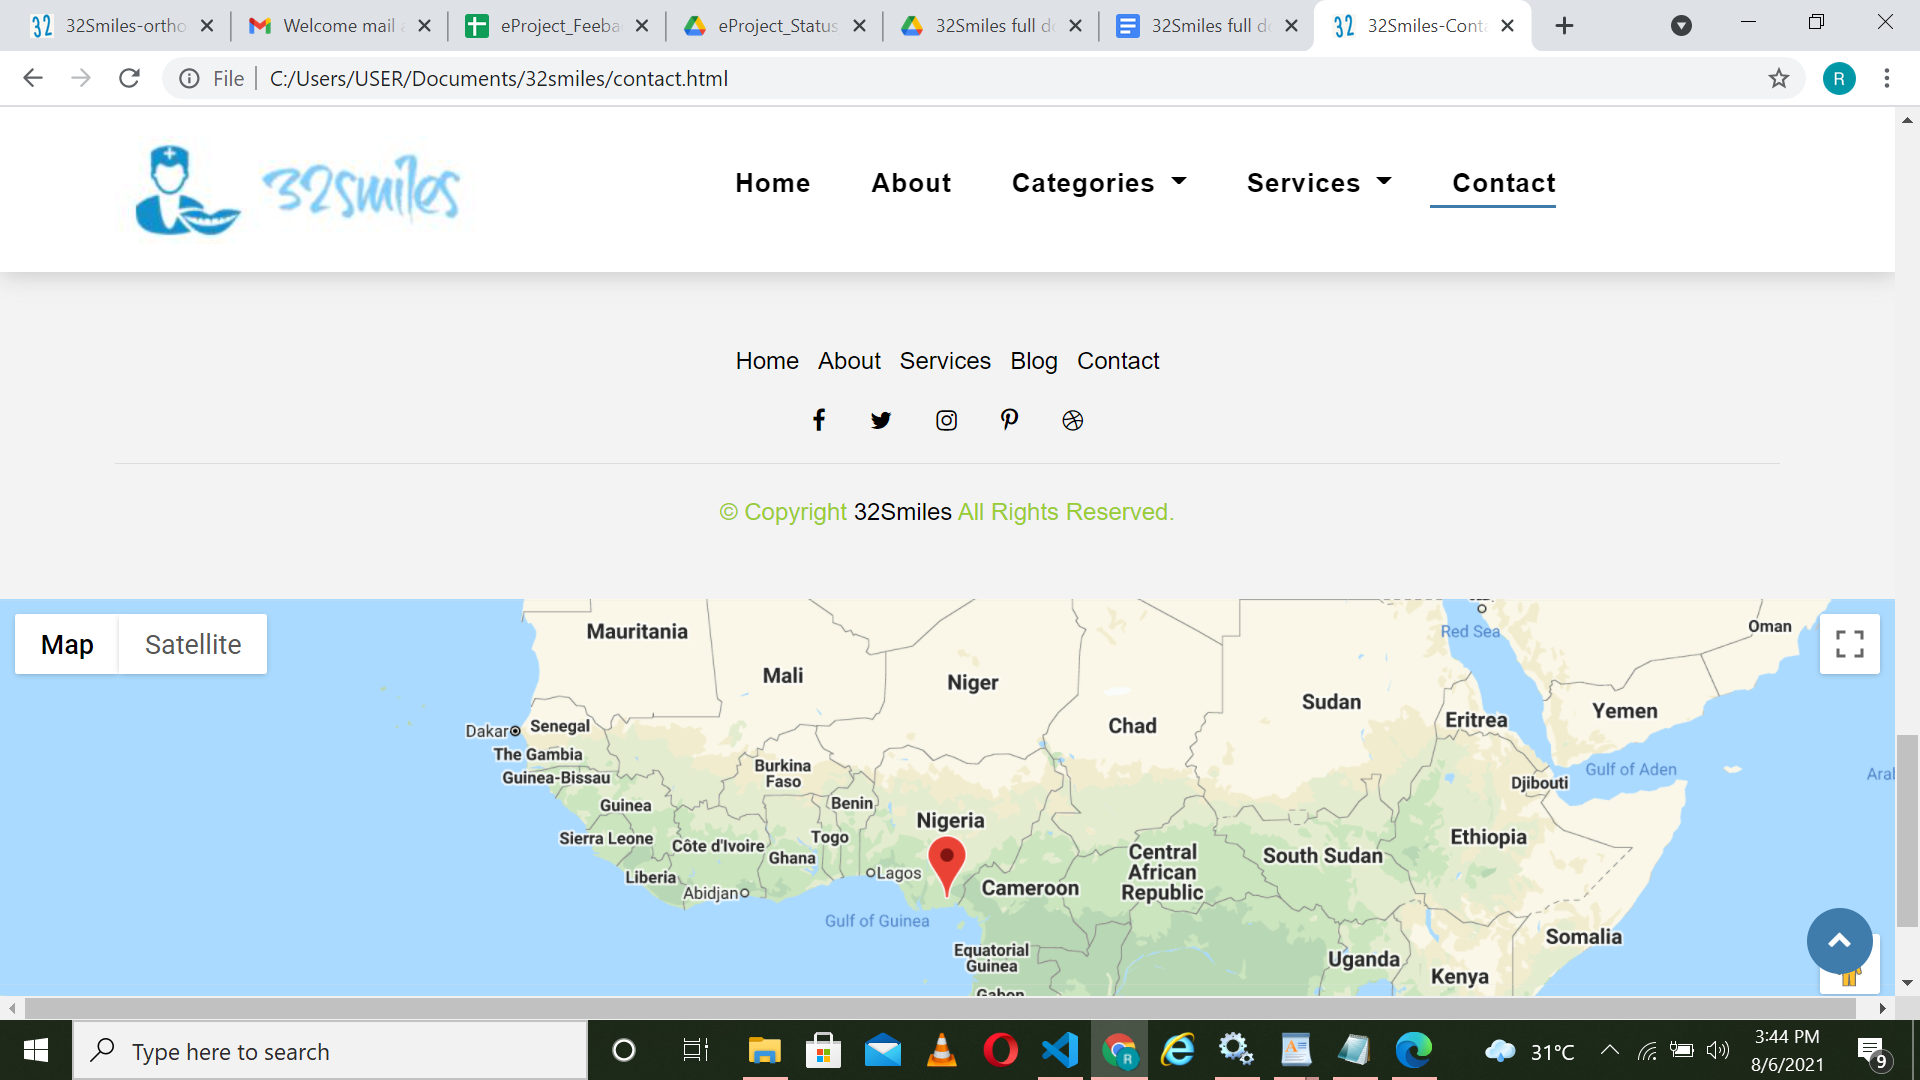 32Smiles-ortho
Welcome mail a
eProject_Feeba
eProject_Status
32Smiles full do
32Smiles full do
32Smiles-Conta
File
C:/Users/USER/Documents/32smiles/contact.html
R
32smiles
Home About Categories Services Contact
Home About Services Blog Contact
© Copyright 32Smiles All Rights Reserved.
Map Satellite
Red Sea
Oman
Mauritania
Mali
Niger
Chad
Sudan
Eritrea
Yemen
Dakar
Senegal
The Gambia
Guinea-Bissau
Burkina
Faso
Djibouti
Gulf of Aden
Guinea
Benin
Nigeria
Sierra Leone
Côte d'Ivoire
Togo
Ghana
Ethiopia
Central
African
Republic
South Sudan
Liberia
Abidjan
Lagos
Cameroon
Gulf of Guinea
Equatorial
Guinea
Somalia
Uganda
Kenya
Gabon
Type here to search
R
31°C
3:44 PM
8/6/2021
9